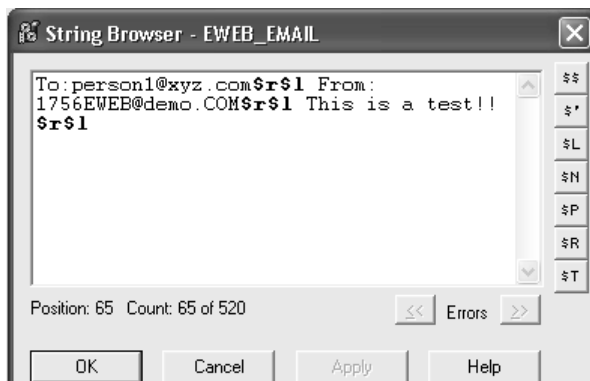 String Browser - EWEB_EMAIL
To:person1@xyz.com$r$l From:
1756EWEB@demo.COM$r$l This is a test!!
$r$l
$$
$'
$L
$N
$P
$R
$T
Position: 65 Count: 65 of 520
<< Errors >>
OK Cancel Apply Help